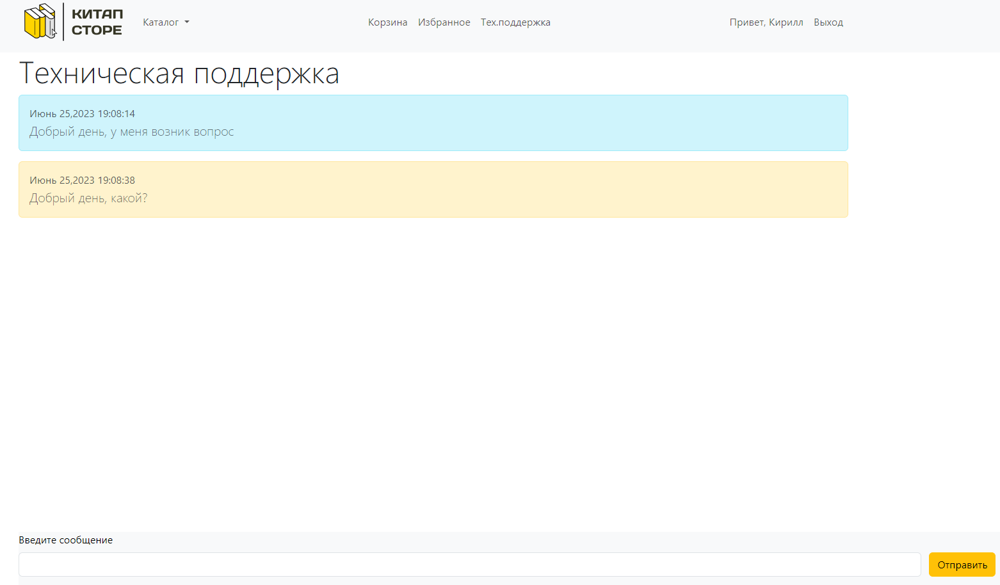 КИТАП
СТОРЕ
Каталог
Корзина Избранное Тех.поддержка
Привет, Кирилл Выход
Техническая поддержка
Июнь 25,2023 19:08:14
Добрый день, у меня возник вопрос
Июнь 25,2023 19:08:38
Добрый день, какой?
Введите сообщение
Отправить